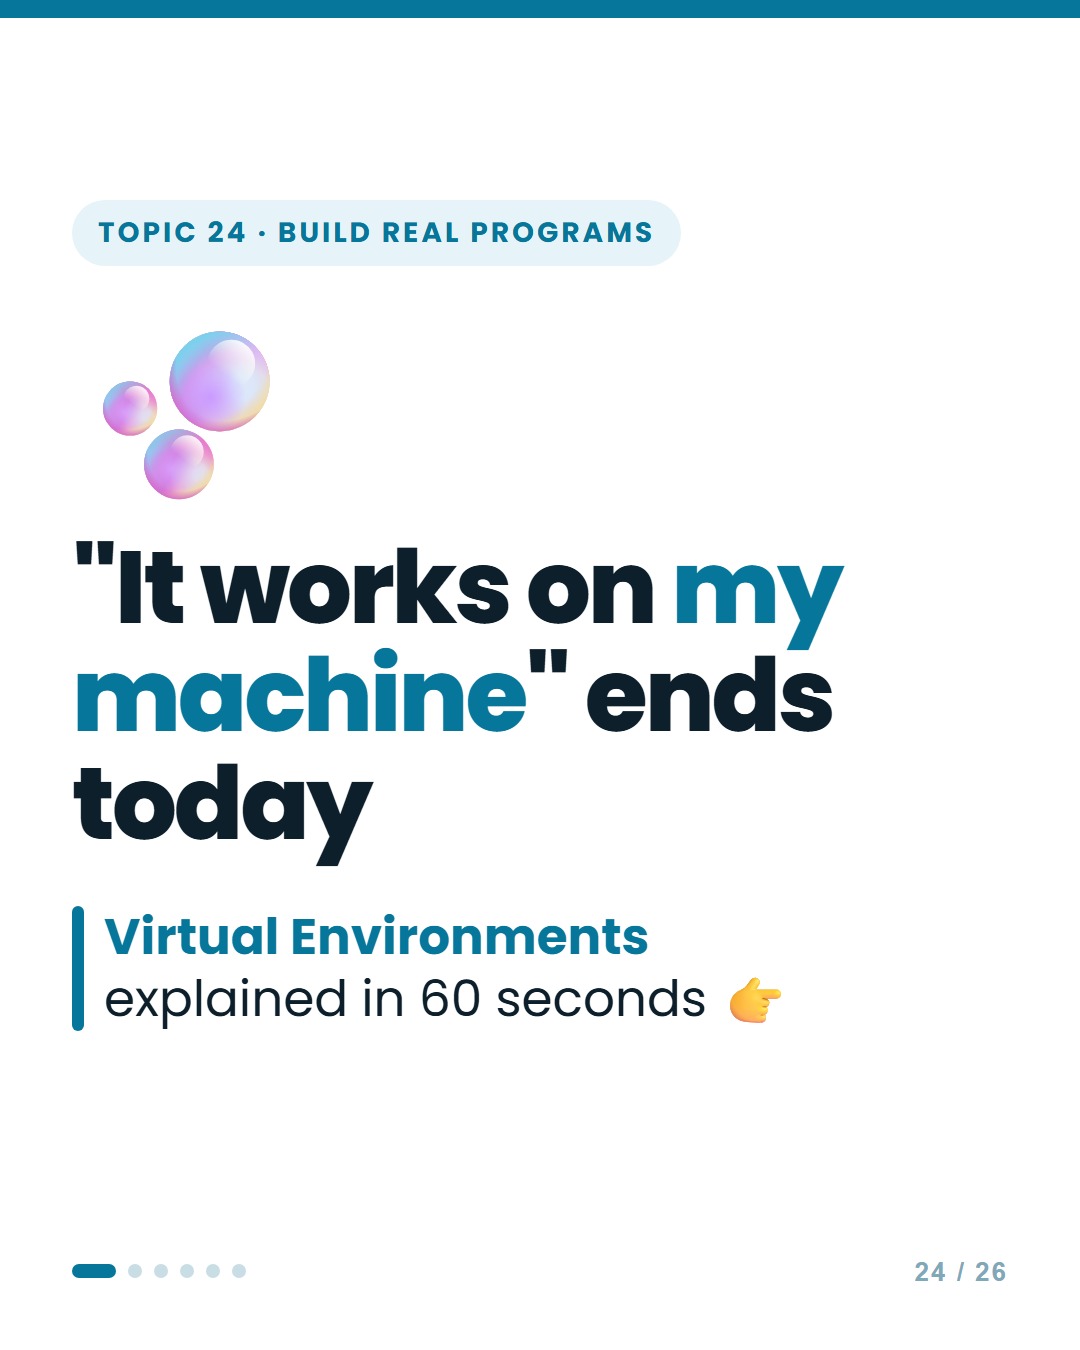 TOPIC 24 · BUILD REAL PROGRAMS
"It works on my
machine" ends
today
Virtual Environments
explained in 60 seconds 👉
24 / 26